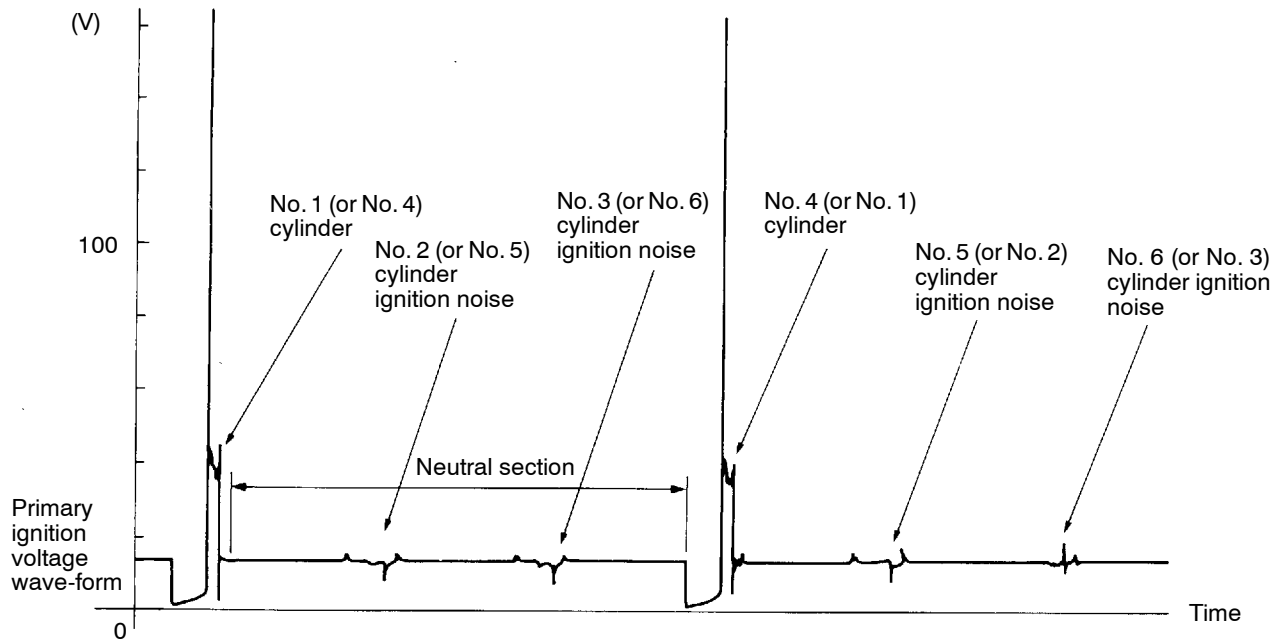 (V)
No. 1 (or No. 4)
cylinder
No. 3 (or No. 6)
cylinder
ignition noise
No. 4 (or No. 1)
cylinder
100
No. 2 (or No. 5)
cylinder
ignition noise
No. 5 (or No. 2)
cylinder
ignition noise
No. 6 (or No. 3)
cylinder ignition
noise
Neutral section
Primary
ignition
voltage
wave-form
0
Time